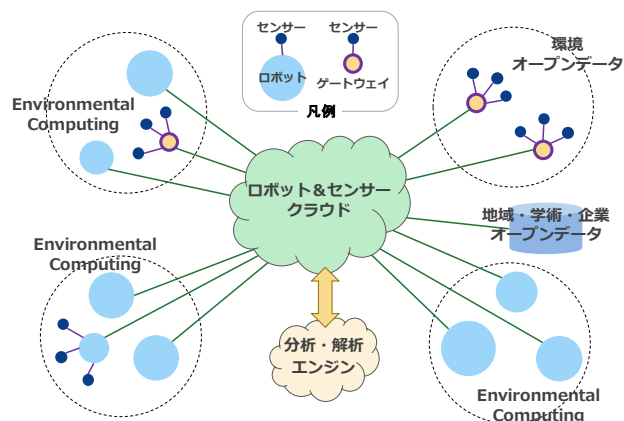 センサー
センサー
ロボット
ゲートウェイ
凡例
環境
オープンデータ
Environmental
Computing
ロボット＆センサー
クラウド
地域・学術・企業
オープンデータ
Environmental
Computing
分析・解析
エンジン
Environmental
Computing